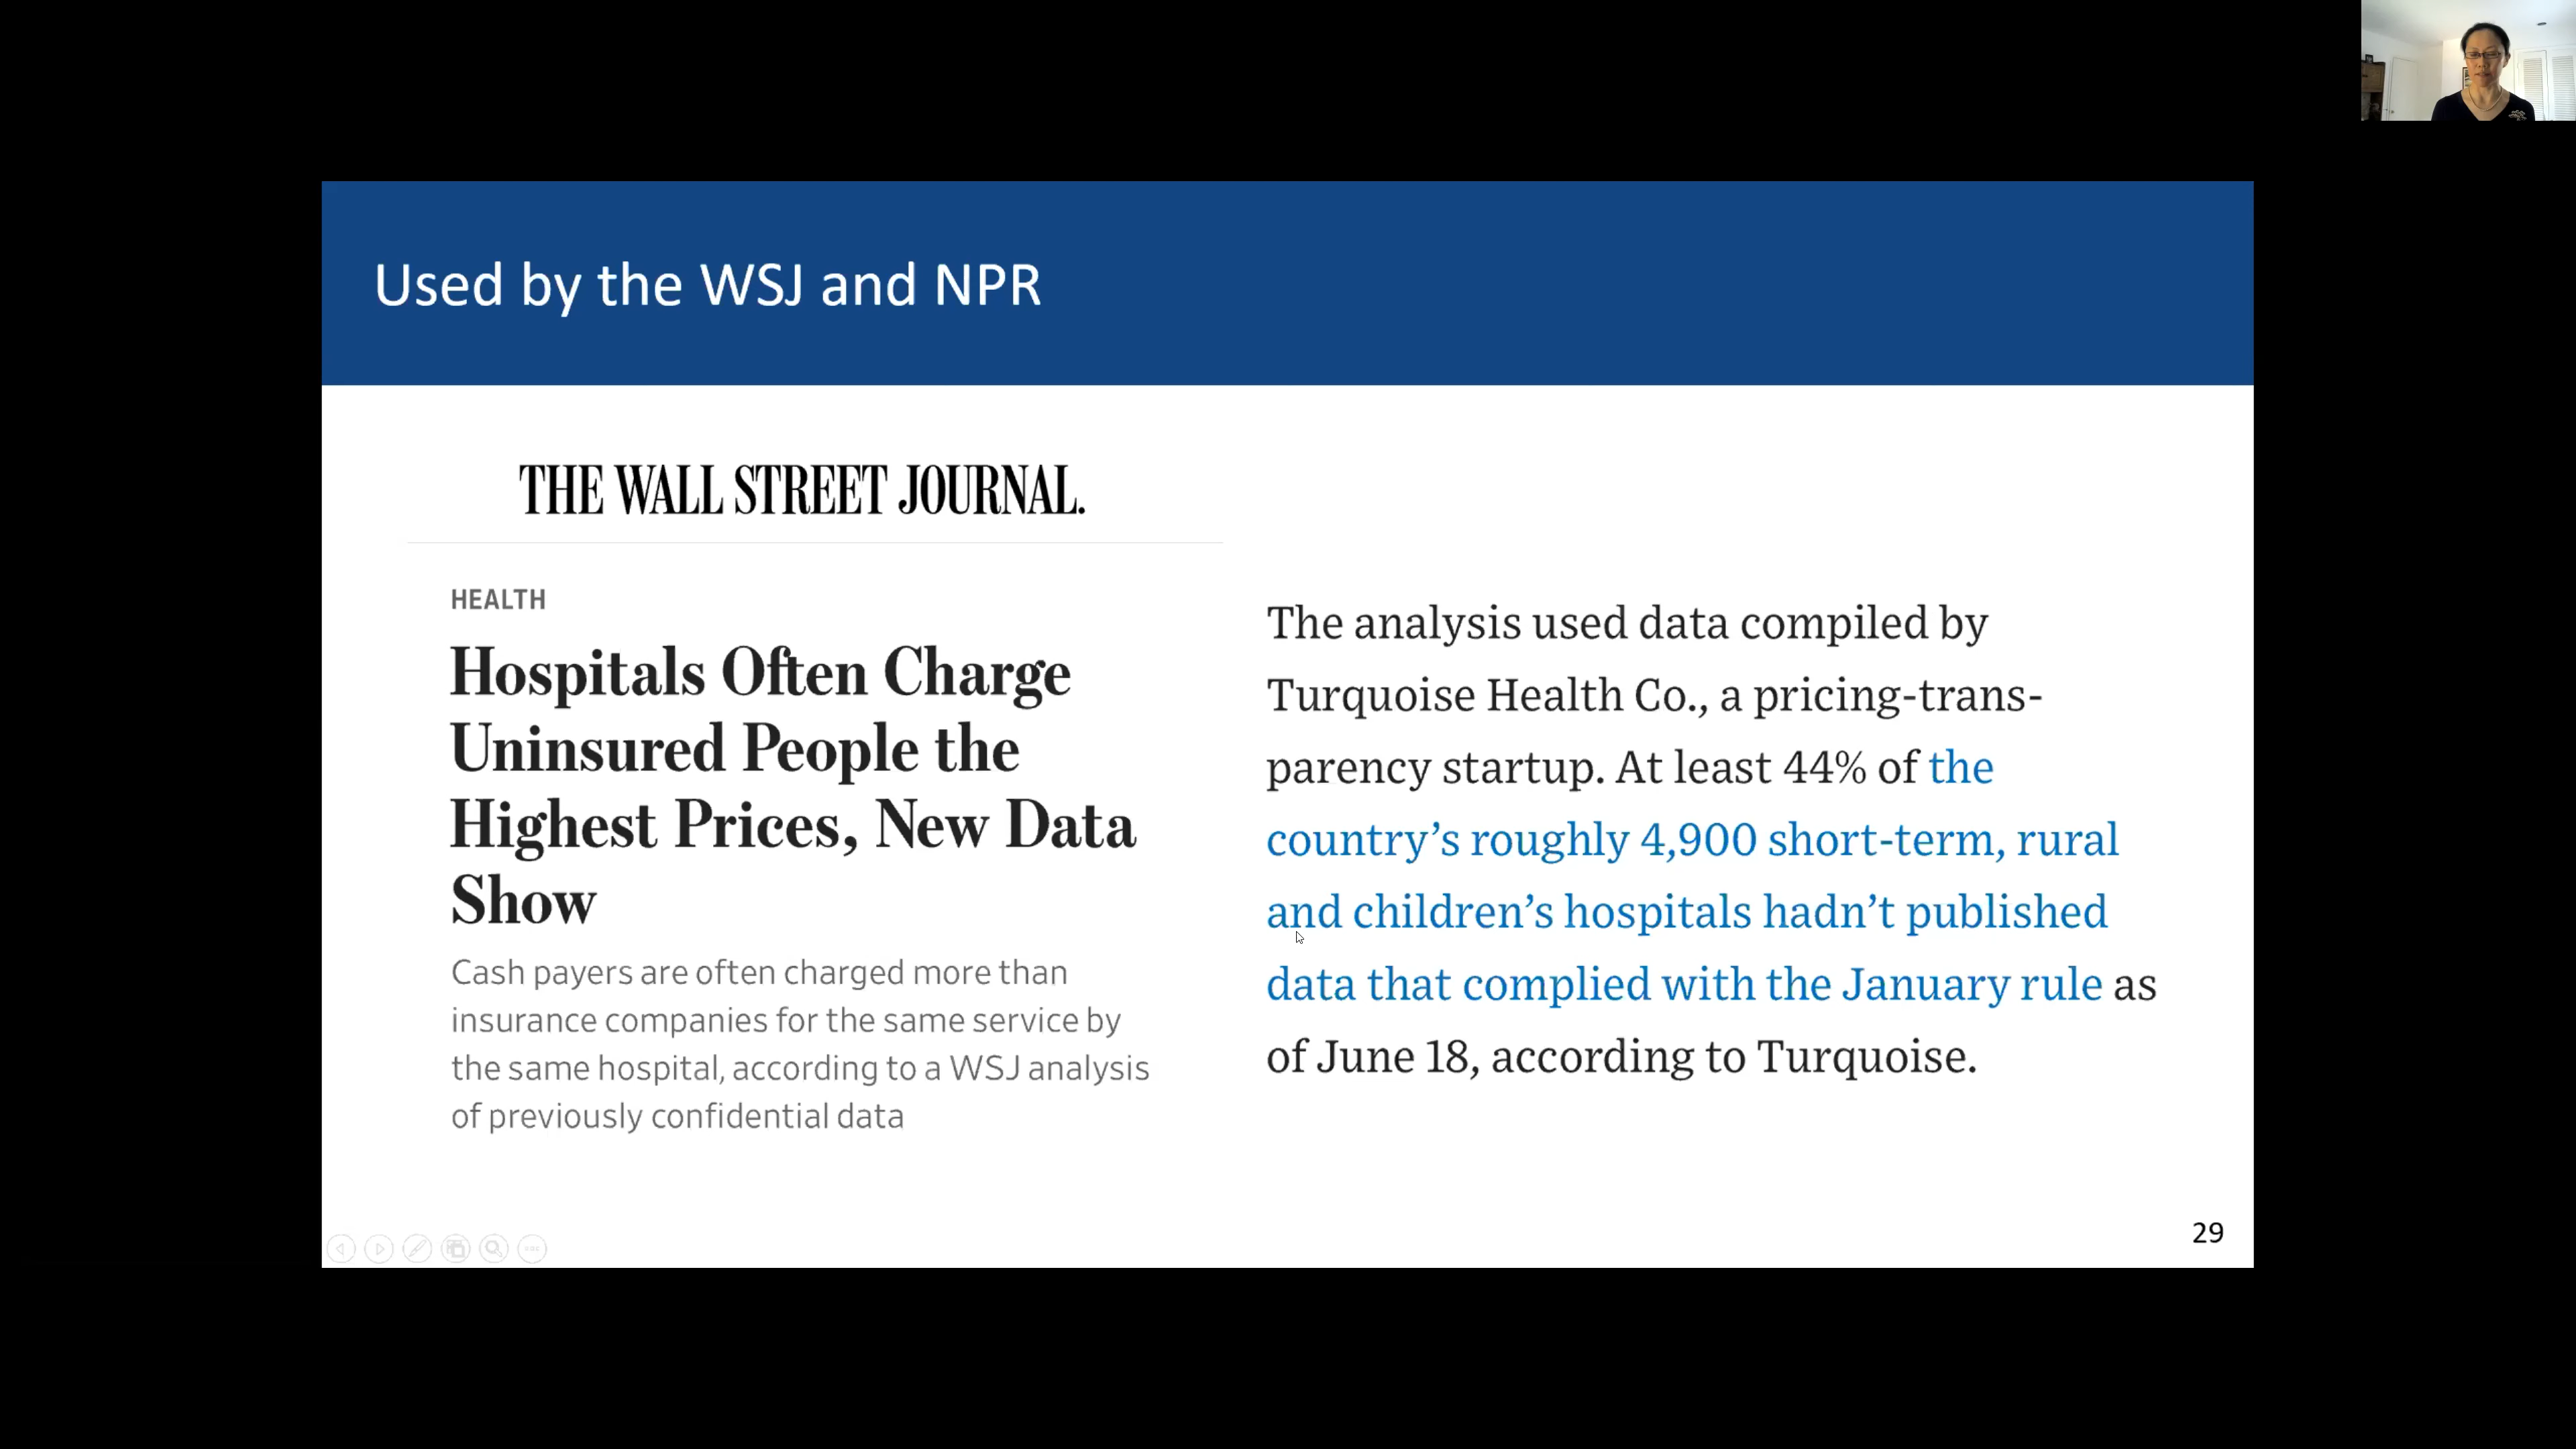 Used by the WSJ and NPR
THE WALL STREET JOURNAL.
HEALTH
Hospitals Often Charge
Uninsured People the
Highest Prices, New Data
Show
Cash payers are often charged more than
insurance companies for the same service by
the same hospital, according to a WSJ analysis
of previously confidential data
The analysis used data compiled by
Turquoise Health Co., a pricing-trans-
parency startup. At least 44% of the
country’s roughly 4,900 short-term, rural
and children’s hospitals hadn’t published
data that complied with the January rule as
of June 18, according to Turquoise.
29